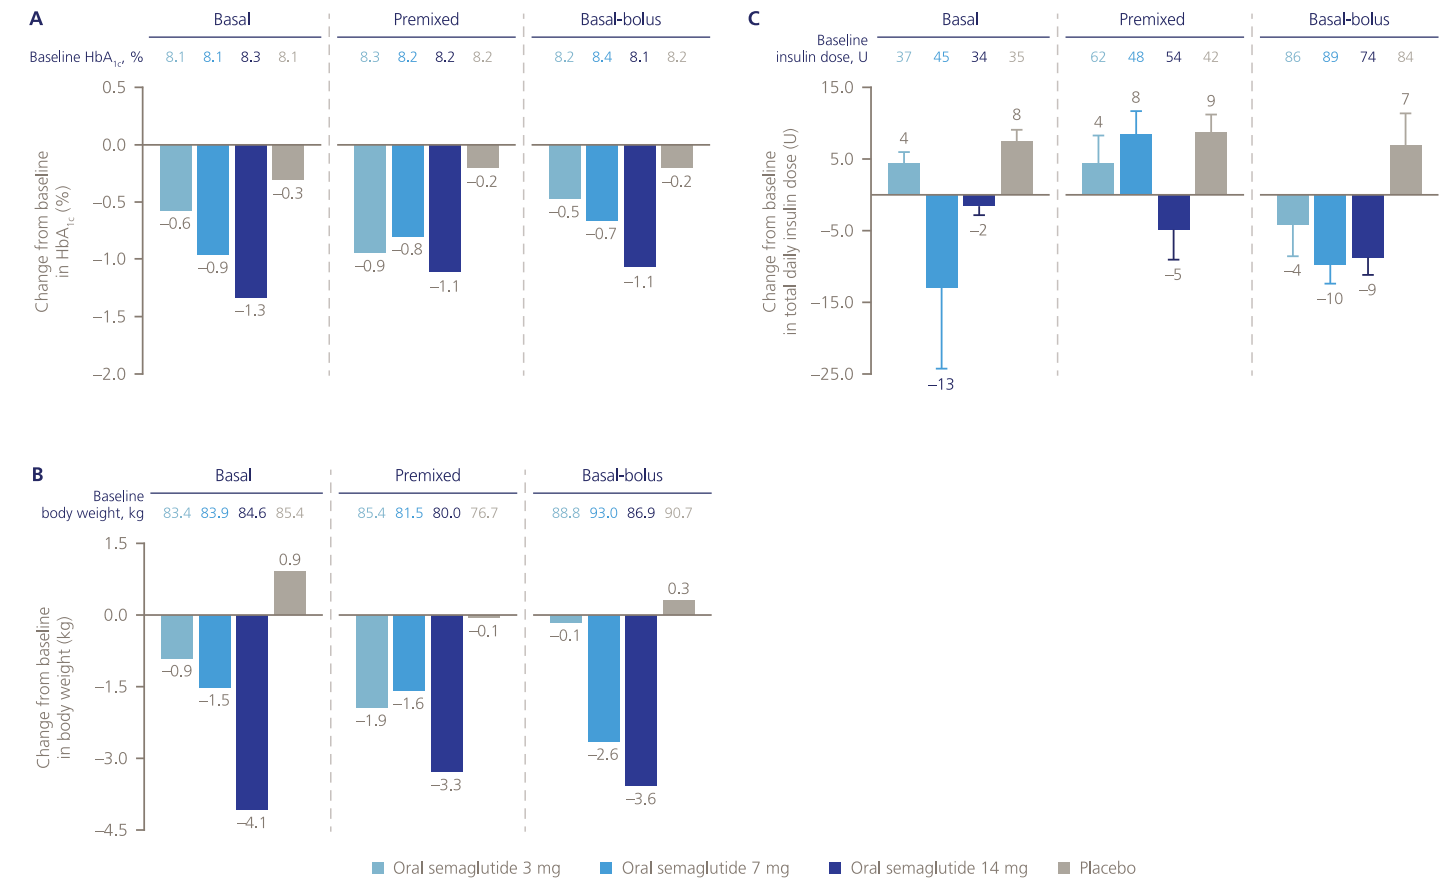 A
Basal
Premixed
Basal-bolus
Baseline HbA1c, %
8.1 8.1 8.3 8.1
8.3 8.2 8.2 8.2
8.2 8.4 8.1 8.2
Change from baseline
in HbA1c (%)
0.5
0.0
−0.5
−1.0
−1.5
−2.0
−0.6
−0.9
−1.3
−0.3
−0.9
−0.8
−1.1
−0.2
−0.5
−0.7
−1.1
−0.2
C
Basal
Premixed
Basal-bolus
Baseline
insulin dose, U
37 45 34 35
62 48 54 42
86 89 74 84
Change from baseline
in total daily insulin dose (U)
15.0
5.0
−5.0
−15.0
−25.0
4
−13
−2
8
4
8
−5
9
−4
−10
−9
7
B
Basal
Premixed
Basal-bolus
Baseline
body weight, kg
83.4 83.9 84.6 85.4
85.4 81.5 80.0 76.7
88.8 93.0 86.9 90.7
Change from baseline
in body weight (kg)
1.5
0.0
−1.5
−3.0
−4.5
−0.9
−1.5
−4.1
0.9
−1.9
−1.6
−3.3
−0.1
−0.1
−2.6
−3.6
0.3
Oral semaglutide 3 mg
Oral semaglutide 7 mg
Oral semaglutide 14 mg
Placebo